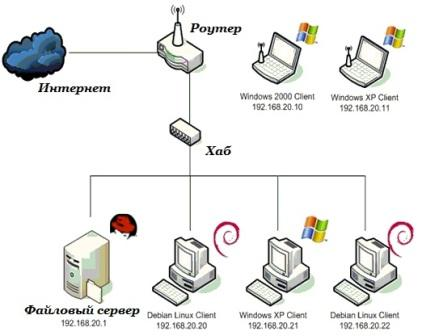 Роутер
Интернет
Windows 2000 Client
192.168.20.10
Windows XP Client
192.168.20.11
Хаб
Файловый сервер
192.168.20.1
Debian Linux Client
192.168.20.20
Windows XP Client
192.168.20.21
Debian Linux Client
192.168.20.22